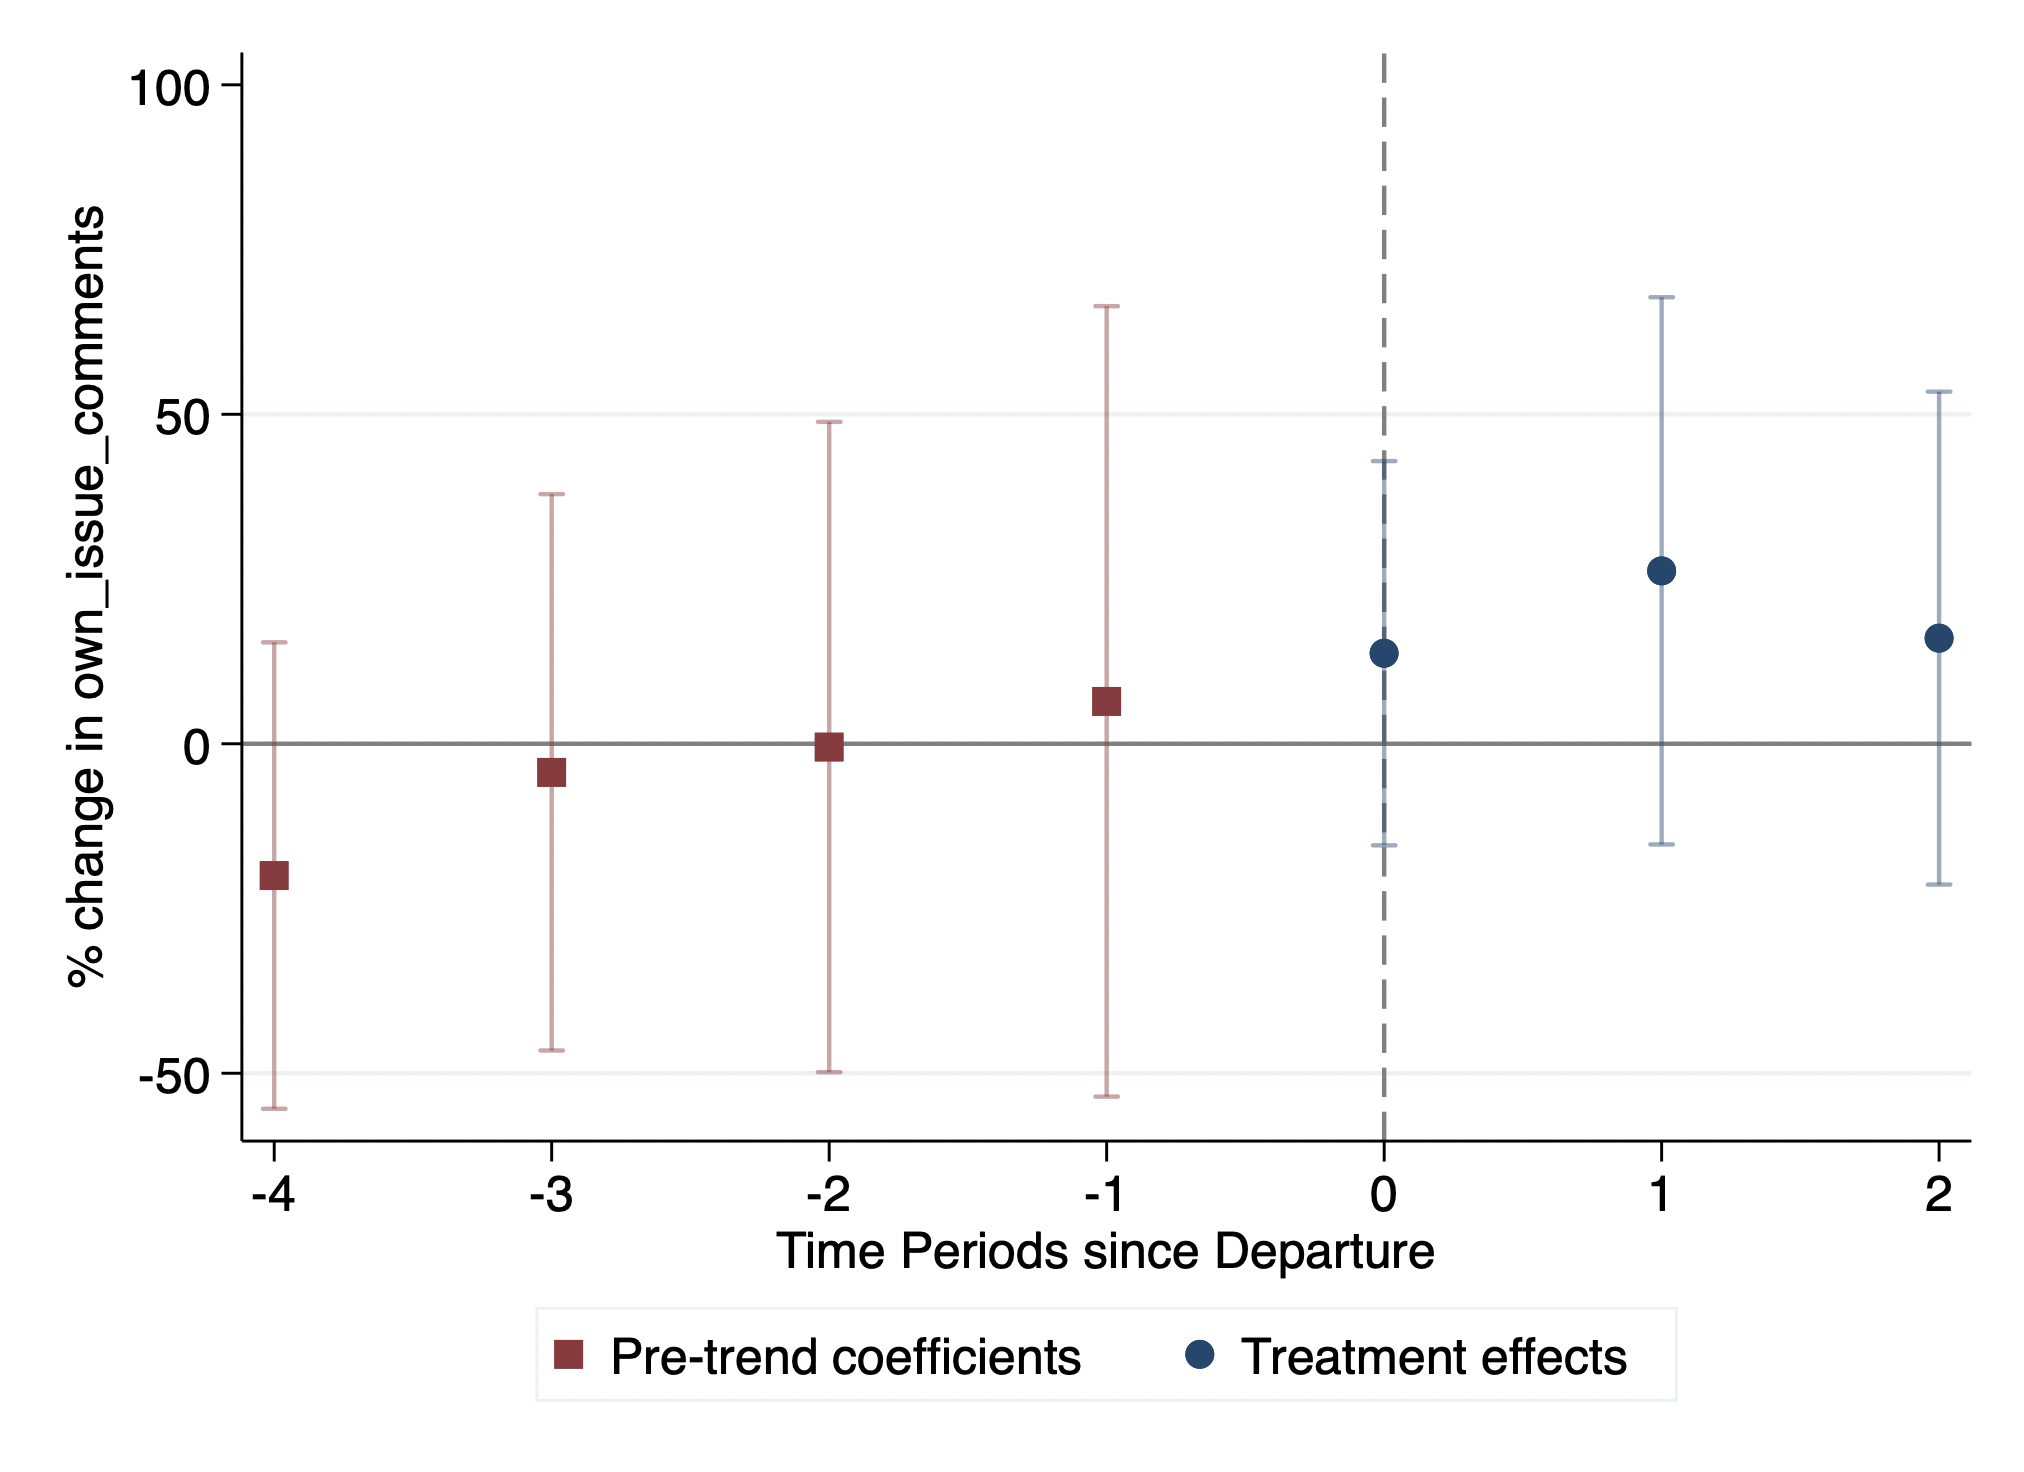 % change in own_issue_comments
100
50
0
-50
-4 -3 -2 -1 0 1 2
Time Periods since Departure
Pre-trend coefficients Treatment effects